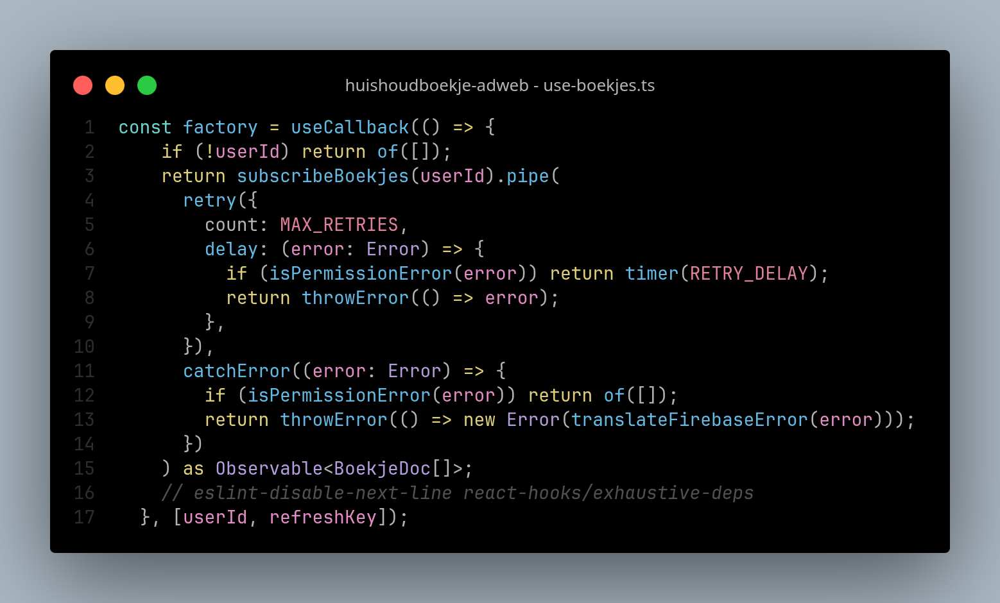 huishoudboekje-adweb - use-boekjes.ts
1 const factory = useCallback(() => {
2     if (!userId) return of([]);
3     return subscribeBoekjes(userId).pipe(
4       retry({
5         count: MAX_RETRIES,
6         delay: (error: Error) => {
7           if (isPermissionError(error)) return timer(RETRY_DELAY);
8           return throwError(() => error);
9         },
10       }),
11       catchError((error: Error) => {
12         if (isPermissionError(error)) return of([]);
13         return throwError(() => new Error(translateFirebaseError(error)));
14       })
15     ) as Observable<BoekjeDoc[]>;
16     // eslint-disable-next-line react-hooks/exhaustive-deps
17   }, [userId, refreshKey]);